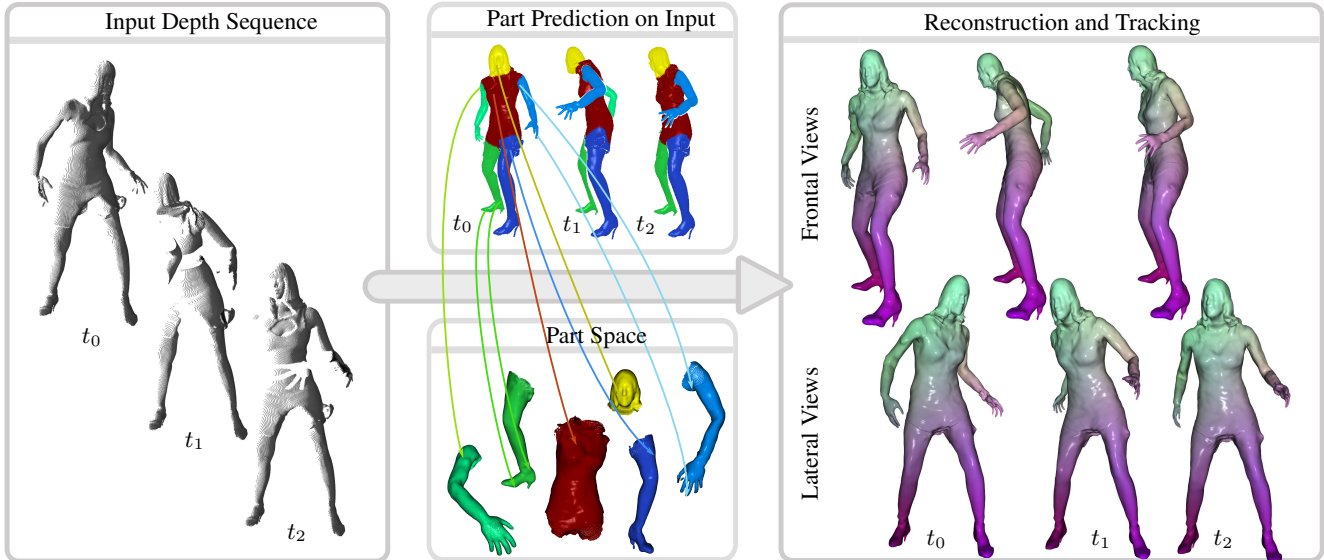 Input Depth Sequence
t0
t1
t2
Part Prediction on Input
t0
t1
t2
Part Space
Reconstruction and Tracking
Frontal Views
Lateral Views
t0
t1
t2